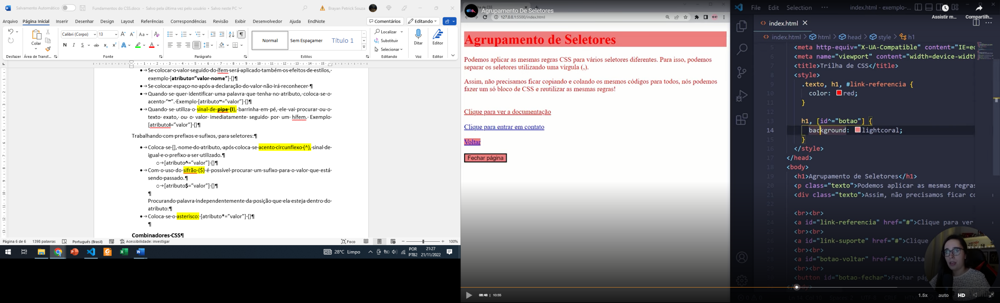 Salvamento Automático
Fundamentos do CSS.docx - Salvo pela última vez pelo usuário • Salvo neste PC
Brayan Petrick Souza
Arquivo Página Inicial Inserir Desenhar Design Layout Referências Correspondências Revisão Exibir Desenvolvedor Ajuda EndNote
Comentários Editando
Calibri (Corpo) 13
Colar
Normal Sem Espaçamer Título 1
Localizar
Substituir
Selecionar
Ditar Editor
Desfazer Área de Transf... Fonte Parágrafo Estilos Editando Voz Editor
Se colocar o valor seguido do ífem será aplicado também os efeitos de estilos,
exemplo [atributo="valor-nome"] {}¶
Se colocar espaço no após a declaração do valor não irá reconhecer.¶
Quando se quer identificar uma palavra que tenha no atributo, coloca-se o
acento "~". Exemplo [atributo~="valor"] {}¶
Quando se utiliza o sinal de pipe (I), barrinha em pé, ele vai procurar ou o
texto exato, ou o valor imediatamente seguido por um hífem. Exemplo
[atributoI="valor"] {}¶
Trabalhando com prefixos e sufixos, para seletores:¶
Coloca-se [], nome do atributo, após coloca-se acento circunflexo (^), sinal de
igual e o prefixo a ser utilizado.¶
[atributo^="valor"] {}¶
Com o uso do sifrão ($) é possível procurar um sufixo para o valor que está
sendo passado.¶
[atributo$="valor"] {}¶
¶
Procurando palavra independentemente da posição que ela esteja dentro do
atributo:¶
Coloca-se o asterisco: [atributo*="valor"] {}¶
¶
Combinadores CSS¶
Página 6 de 6 1398 palavras Português (Brasil) Acessibilidade: investigar Foco 100%
28°C Limpo POR PTB2 21:27 21/11/2022
Agrupamento De Seletores
127.0.0.1:5500/index.html
Agrupamento de Seletores
Podemos aplicar as mesmas regras CSS para vários seletores diferentes. Para isso, podemos
separar os seletores utilizando uma vírgula (,).
Assim, não precisamos ficar copiando e colando os mesmos códigos para todos, nós podemos
fazer um só bloco de CSS e reutilizar as mesmas regras!
Clique para ver a documentação
Clique para entrar em contato
Voltar
Fechar página
06:48 | 10:55
File Edit Selection ··· index.html - exemplo-...
Assistir m... Compartilh...
index.html
index.html > html > head > style > h1
5 <meta http-equiv="X-UA-Compatible" content="IE=ec
6 <meta name="viewport" content="width=device-width
7 <title>Trilha de CSS</title>
8 <style>
9 .texto, h1, #link-referencia {
10 color: red;
11 }
12
13 h1, [id^="botao"] {
14 background: lightcoral;
15 }
16 </style>
17 </head>
18 <body>
19 <h1>Agrupamento de Seletores</h1>
20 <p class="texto">Podemos aplicar as mesmas regras
21 <div class="texto">Assim, não precisamos ficar co
22
23 <br><br>
24 <a id="link-referencia" href="#">Clique para ver
25 <br><br>
26 <a id="link-suporte" href="#">Clique
27 <br><br>
28 <a id="botao-voltar" href="#">Volta
29 <br><br>
<button id="botao-fechar">Fechar pág
1.5x auto HD